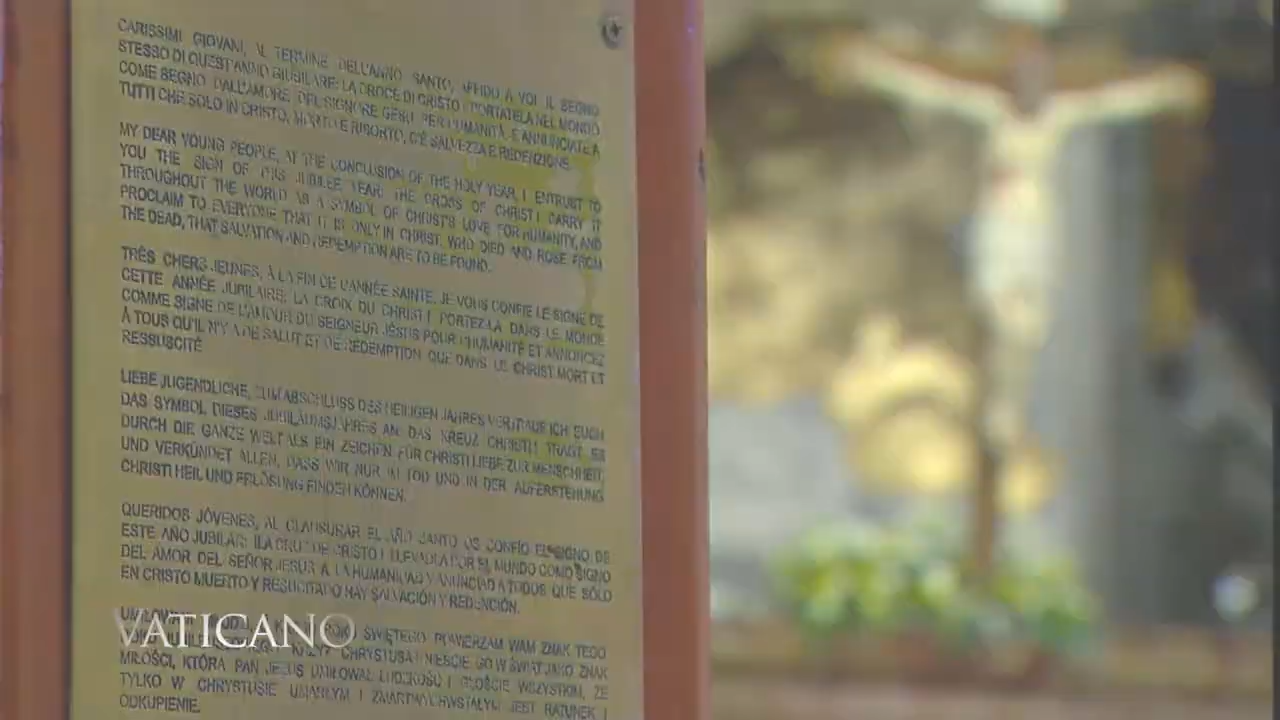 CARISSIMI GIOVANI, AL TERMINE DELL'ANNO SANTO, AFFIDO A VOI IL SEGNO
STESSO DI QUEST'ANNO GIUBILARE: LA CROCE DI CRISTO! PORTATELA NEL MONDO
COME SEGNO DALL'AMORE DEL SIGNORE GESÙ PER L'UMANITÀ, E ANNUNCIATE A
TUTTI CHE SOLO IN CRISTO, MORTO E RISORTO, C'È SALVEZZA E REDENZIONE.
MY DEAR YOUNG PEOPLE, AT THE CONCLUSION OF THE HOLY YEAR, I ENTRUST TO
YOU THE SIGN OF THIS JUBILEE YEAR: THE CROSS OF CHRIST! CARRY IT
THROUGHOUT THE WORLD AS A SYMBOL OF CHRIST'S LOVE FOR HUMANITY, AND
PROCLAIM TO EVERYONE THAT IT IS ONLY IN CHRIST, WHO DIED AND ROSE FROM
THE DEAD, THAT SALVATION AND REDEMPTION ARE TO BE FOUND.
TRÈS CHERS JEUNES, À LA FIN DE L'ANNÉE SAINTE, JE VOUS CONFIE LE SIGNE DE
CETTE ANNÉE JUBILAIRE: LA CROIX DU CHRIST! PORTEZ-LA DANS LE MONDE
COMME SIGNE DE L'AMOUR DU SEIGNEUR JÉSUS POUR L'HUMANITÉ ET ANNONCEZ
À TOUS QU'IL N'Y A DE SALUT ET DE RÉDEMPTION QUE DANS LE CHRIST MORT ET
RESSUSCITÉ
LIEBE JUGENDLICHE, ZUM ABSCHLUSS DES HEILIGEN JAHRES VERTRAUE ICH EUCH
DAS SYMBOL DIESES JUBILÄUMSJAHRES AN: DAS KREUZ CHRISTI! TRAGT ES
DURCH DIE GANZE WELT ALS EIN ZEICHEN FÜR CHRISTI LIEBE ZUR MENSCHHEIT,
UND VERKÜNDET ALLEN, DASS WIR NUR IN TOD UND IN DER AUFERSTEHUNG
CHRISTI HEIL UND ERLÖSUNG FINDEN KÖNNEN.
QUERIDOS JÓVENES, AL CLAUSURAR EL AÑO SANTO OS CONFÍO EL SIGNO DE
ESTE AÑO JUBILAR: ¡LA CRUZ DE CRISTO! LLEVADLA POR EL MUNDO COMO SIGNO
DEL AMOR DEL SEÑOR JESÚS A LA HUMANIDAD Y ANUNCIAD A TODOS QUE SÓLO
EN CRISTO MUERTO Y RESUCITADO HAY SALVACIÓN Y REDENCIÓN.
ŚWIĘTEGO POWIERZAM WAM ZNAK TEGO
CHRYSTUSA! NIEŚCIE GO W ŚWIAT JAKO ZNAK
MIŁOŚCI, KTÓRĄ PAN JEZUS UMIŁOWAŁ LUDZKOŚĆ I GŁOŚCIE WSZYSTKIM, ŻE
TYLKO W CHRYSTUSIE UMARŁYM I ZMARTWYCHWSTAŁYM JEST RATUNEK I
ODKUPIENIE.
VATICANO